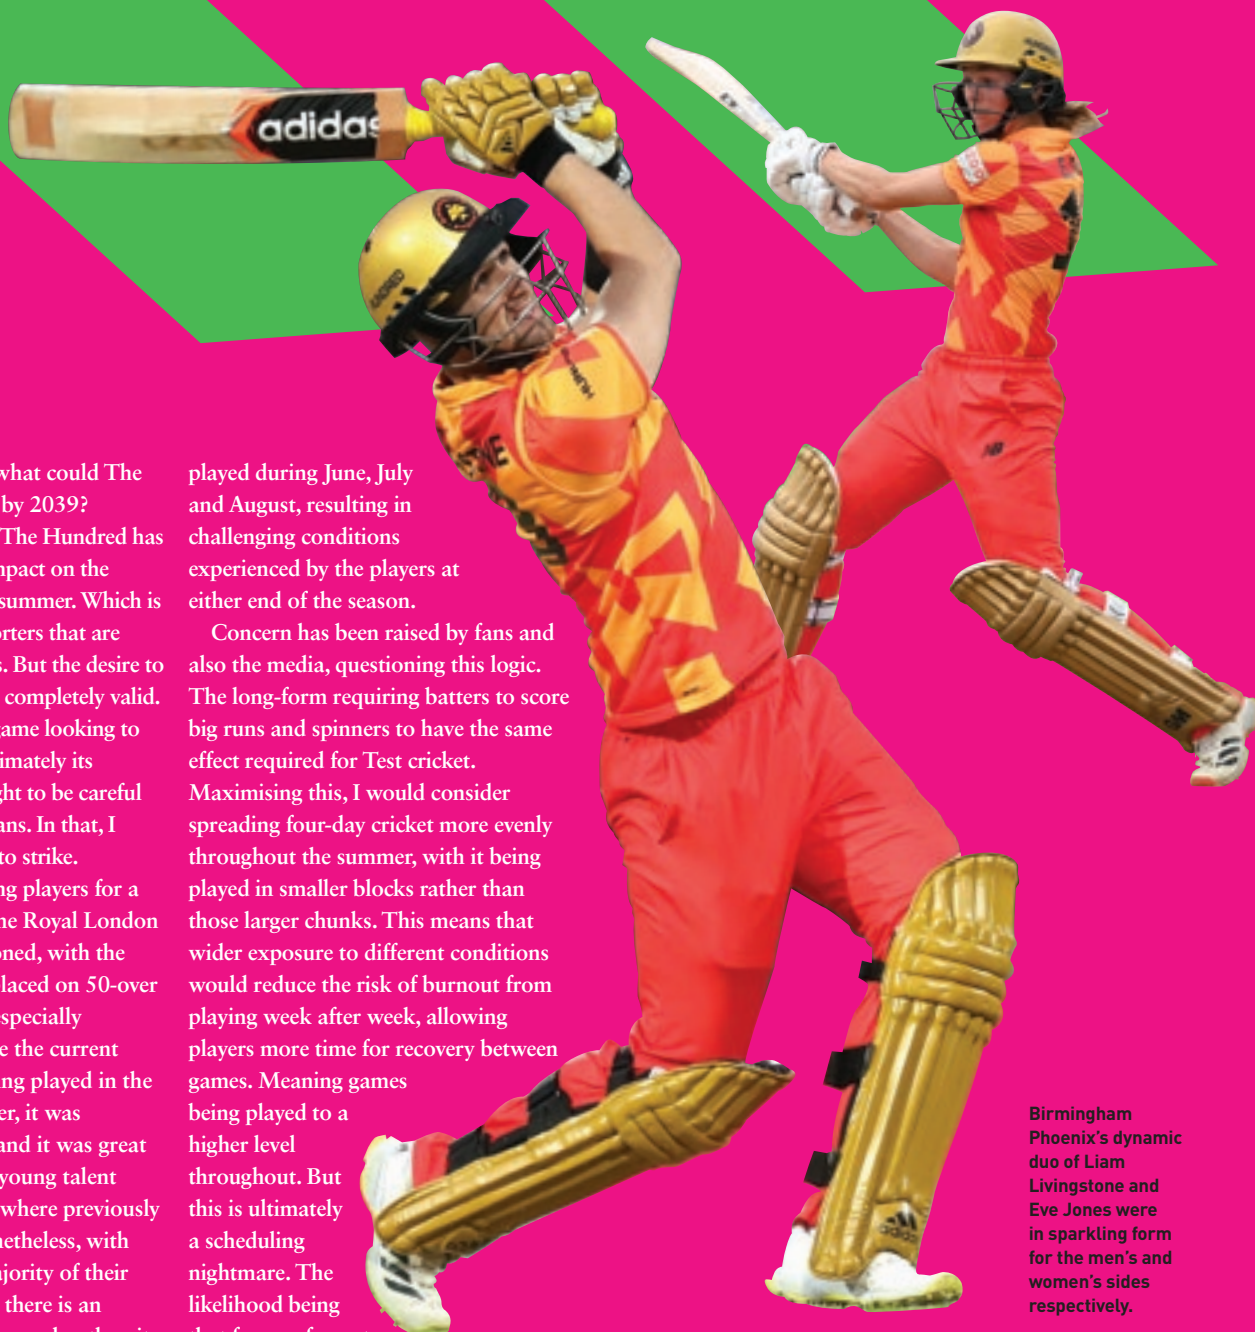 adidas
what could The
by 2039?
The Hundred has
mpact on the
summer. Which is
orters that are
s. But the desire to
completely valid.
game looking to
imately its
ght to be careful
ans. In that, I
to strike.
ng players for a
he Royal London
oned, with the
laced on 50-over
specially
e the current
ing played in the
er, it was
and it was great
young talent
where previously
netheless, with
ajority of their
there is an
played during June, July
and August, resulting in
challenging conditions
experienced by the players at
either end of the season.
Concern has been raised by fans and
also the media, questioning this logic.
The long-form requiring batters to score
big runs and spinners to have the same
effect required for Test cricket.
Maximising this, I would consider
spreading four-day cricket more evenly
throughout the summer, with it being
played in smaller blocks rather than
those larger chunks. This means that
wider exposure to different conditions
would reduce the risk of burnout from
playing week after week, allowing
players more time for recovery between
games. Meaning games
being played to a
higher level
throughout. But
this is ultimately
a scheduling
nightmare. The
likelihood being
adidas
Birmingham
Phoenix's dynamic
duo of Liam
Livingstone and
Eve Jones were
in sparkling form
for the men's and
women's sides
respectively.